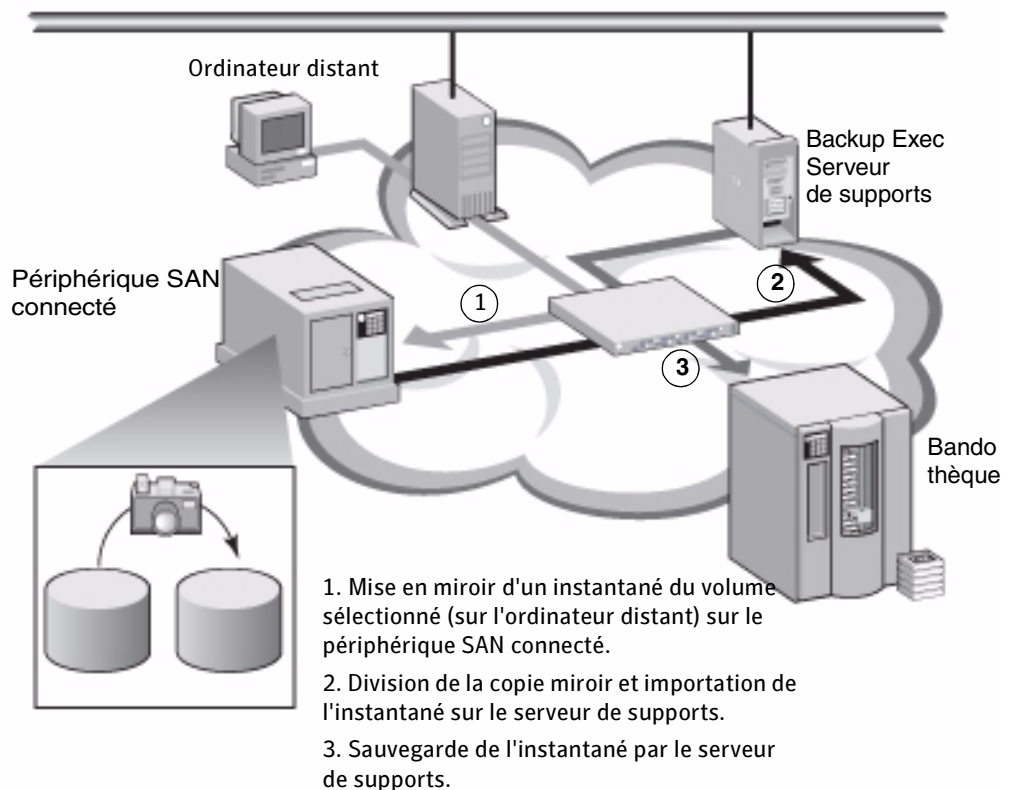 Ordinateur distant
Backup Exec
Serveur
de supports
Périphérique SAN
connecté
1
2
3
Bando
thèque
1. Mise en miroir d'un instantané du volume
sélectionné (sur l'ordinateur distant) sur le
périphérique SAN connecté.
2. Division de la copie miroir et importation de
l'instantané sur le serveur de supports.
3. Sauvegarde de l'instantané par le serveur
de supports.